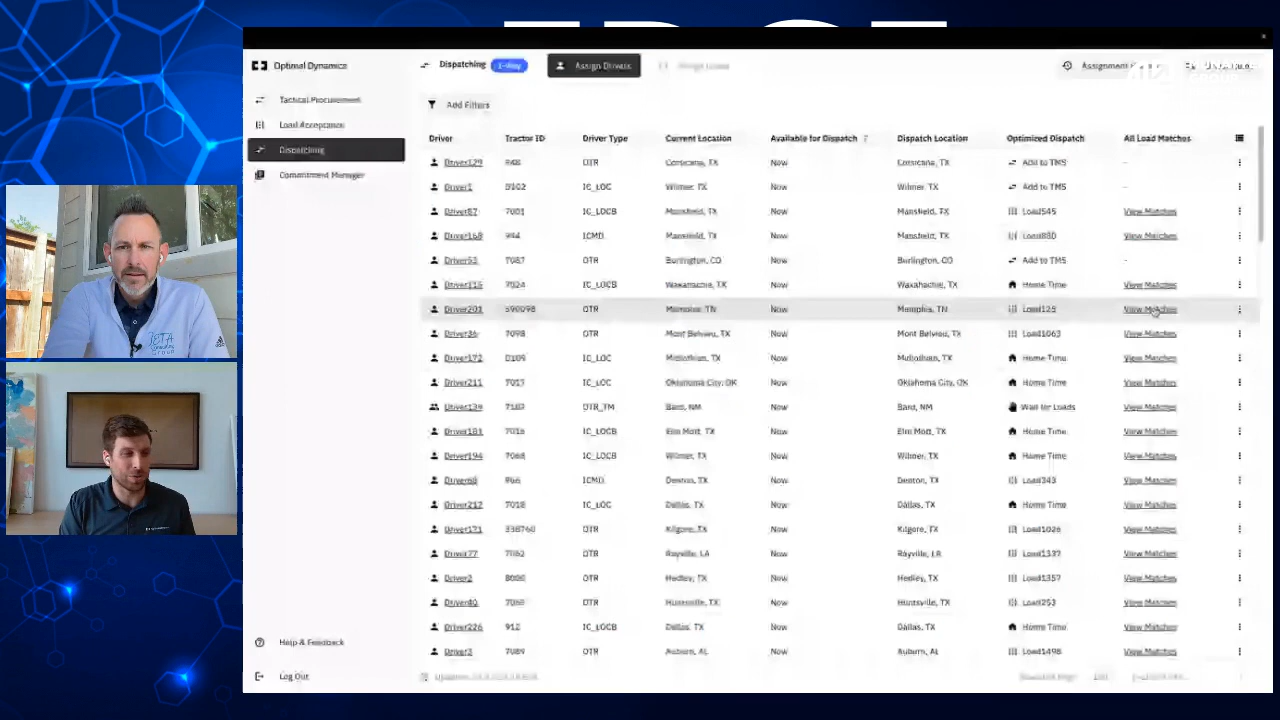 Optimal Dynamics
Dispatching
Assign Drivers
Assignment
Tactical Procurement
Load Acceptance
Dispatching
Commitment Manager
Add Filters
Driver Tractor ID Driver Type Current Location Available for Dispatch Dispatch Location Optimized Dispatch All Load Matches
Driver129 OTR Corsicana, TX Now Corsicana, TX Add to TMS -
Driver1 IC_LOC Wilmer, TX Now Wilmer, TX Add to TMS -
Driver87 7001 IC_LOCB Mansfield, TX Now Mansfield, TX Load545 View Matches
Driver168 ICMD Mansfield, TX Now Mansfield, TX Load880 View Matches
Driver53 7087 OTR Burlington, CO Now Burlington, CO Add to TMS -
Driver115 7024 IC_LOCB Waxahachie, TX Now Waxahachie, TX Home Time View Matches
Driver201 OTR Memphis, TN Now Memphis, TN Load125 View Matches
Driver36 7098 OTR Mont Belvieu, TX Now Mont Belvieu, TX Load1063 View Matches
Driver172 IC_LOC Midlothian, TX Now Midlothian, TX Home Time View Matches
Driver211 7017 IC_LOC Oklahoma City, OK Now Oklahoma City, OK Home Time View Matches
Driver139 OTR_TM Bard, NM Now Bard, NM Wait for Loads View Matches
Driver181 IC_LOCB Elm Mott, TX Now Elm Mott, TX Home Time View Matches
Driver194 IC_LOCB Wilmer, TX Now Wilmer, TX Home Time View Matches
ICMD Denton, TX Now Denton, TX Load343 View Matches
Driver212 7018 IC_LOC Dallas, TX Now Dallas, TX Home Time View Matches
Driver171 338760 OTR Kilgore, TX Now Kilgore, TX Load1026 View Matches
Driver77 OTR Rayville, LA Now Rayville, LA Load1337 View Matches
Driver2 OTR Hedley, TX Now Hedley, TX Load1357 View Matches
Driver40 OTR Huntsville, TX Now Huntsville, TX Load253 View Matches
Driver226 912 IC_LOCB Dallas, TX Now Dallas, TX Home Time View Matches
Driver3 7089 OTR Auburn, AL Now Auburn, AL Load1498 View Matches
Help & Feedback
Log Out